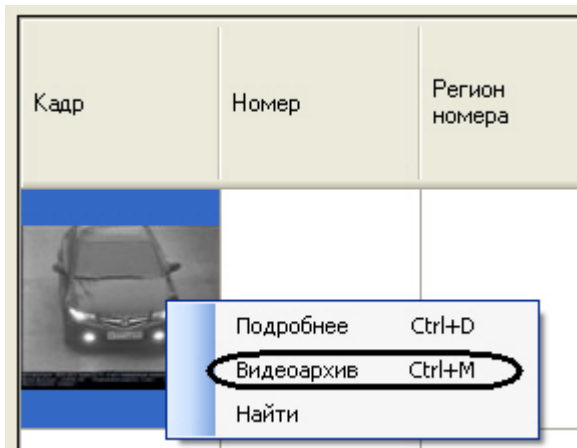 Кадр
Номер
Регион
номера
Подробнее Ctrl+D
Видеоархив Ctrl+M
Найти